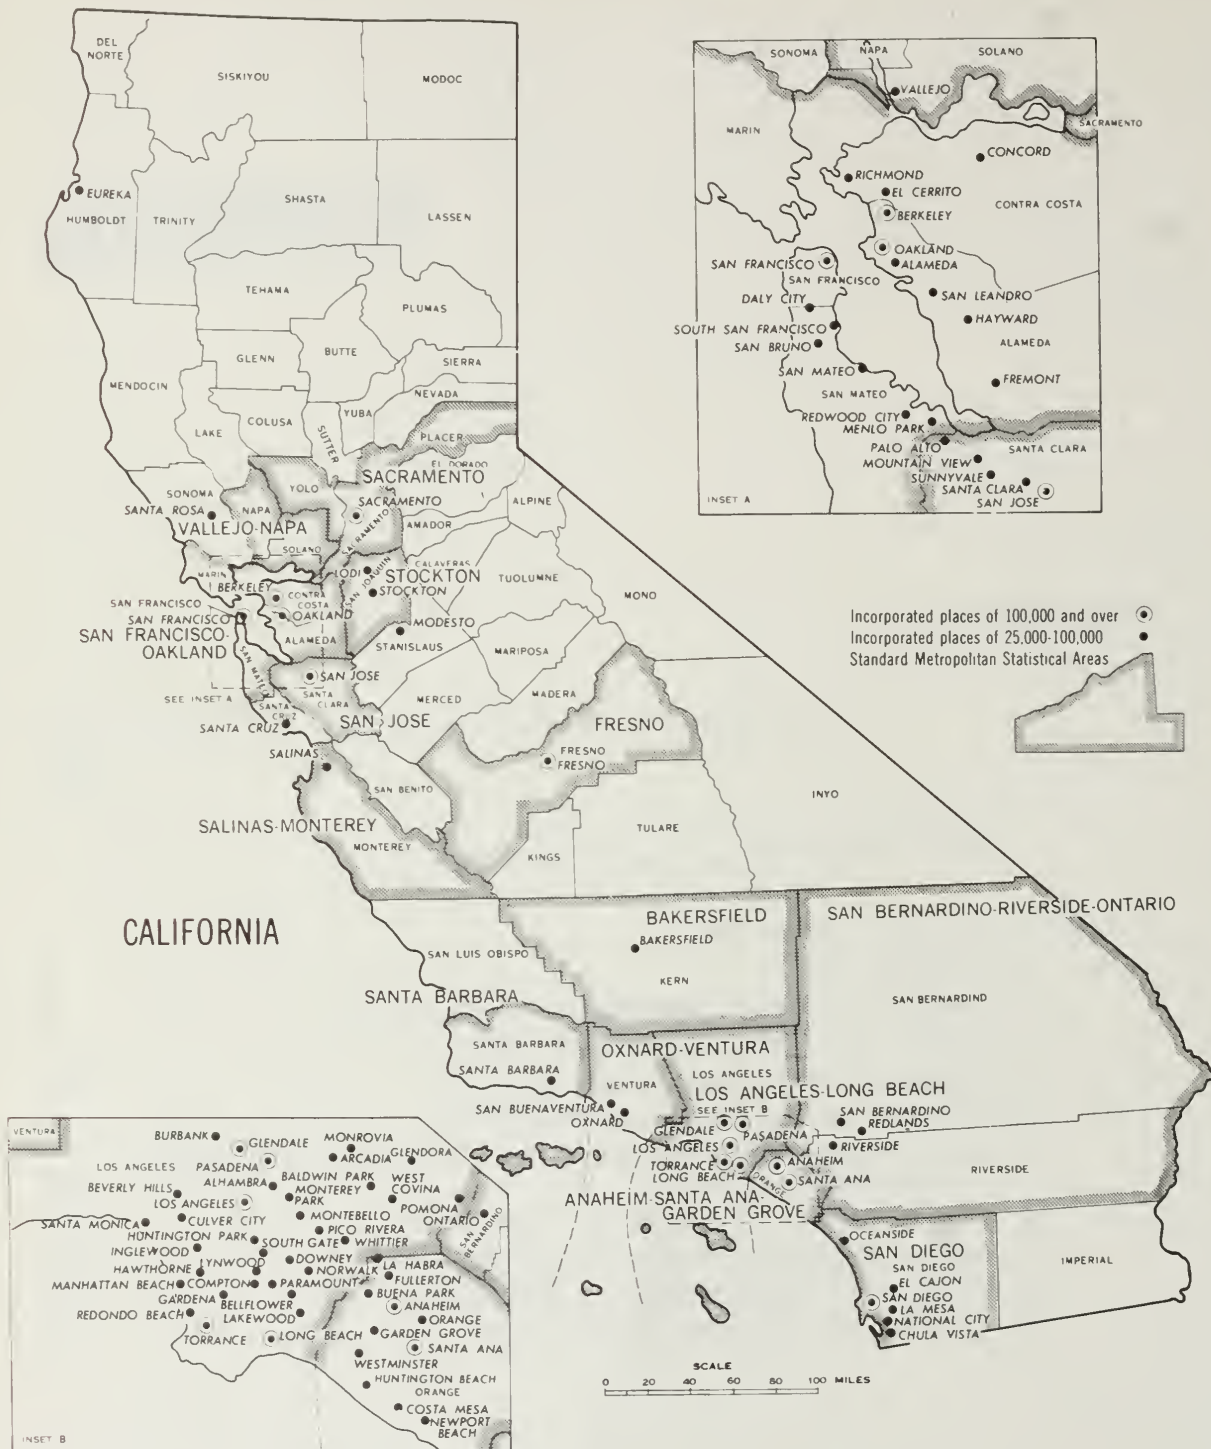 DEL
NORTE
SISKIYOU
MODOC
EUREKA
HUMBOLDT
TRINITY
SHASTA
LASSEN
TEHAMA
PLUMAS
GLENN
BUTTE
SIERRA
MENDOCIN
NEVADA
COLUSA
YUBA
LAKE
SUTTER
PLACER
EL DORADO
SACRAMENTO
YOLO
SONOMA
SANTA ROSA
NAPA
SACRAMENTO
SACRAMENTO
ALPINE
VALLEJO-NAPA
AMADOR
SOLANO
CALAVERAS
MARIN
LODI
STOCKTON
SAN JOAQUIN
TUOLUMNE
BERKELEY
CONTRA
COSTA
STOCKTON
MONO
SAN FRANCISCO
SAN FRANCISCO
OAKLAND
MODESTO
SAN FRANCISCO-
OAKLAND
ALAMEDA
STANISLAUS
MARIPOSA
SAN MATEO
SAN JOSE
MERCED
MADERA
SEE INSET A
SANTA
CLARA
SANTA
CRUZ
SAN JOSE
FRESNO
SANTA CRUZ
SALINAS
FRESNO
FRESNO
SAN BENITO
INYO
SALINAS-MONTEREY
TULARE
MONTEREY
KINGS
CALIFORNIA
BAKERSFIELD
SAN BERNARDINO-RIVERSIDE-ONTARIO
BAKERSFIELD
SAN LUIS OBISPO
KERN
SANTA BARBARA
SAN BERNARDINO
SANTA BARBARA
OXNARD-VENTURA
SANTA BARBARA
LOS ANGELES
VENTURA
LOS ANGELES-LONG BEACH
SAN BUENAVENTURA
OXNARD
SEE INSET B
GLENDALE
PASADENA
SAN BERNARDINO
REDLANDS
LOS ANGELES
RIVERSIDE
TORRANCE
LONG BEACH
ANAHEIM
ORANGE
SANTA ANA
RIVERSIDE
ANAHEIM-SANTA ANA-
GARDEN GROVE
OCEANSIDE
SAN DIEGO
SAN DIEGO
IMPERIAL
EL CAJON
SAN DIEGO
LA MESA
NATIONAL CITY
CHULA VISTA
SCALE
0 20 40 60 80 100 MILES
SONOMA
NAPA
SOLANO
VALLEJO
MARIN
SACRAMENTO
CONCORD
RICHMOND
EL CERRITO
CONTRA COSTA
BERKELEY
OAKLAND
SAN FRANCISCO
ALAMEDA
SAN FRANCISCO
DALY CITY
SAN LEANDRO
SOUTH SAN FRANCISCO
HAYWARD
SAN BRUNO
ALAMEDA
SAN MATEO
FREMONT
SAN MATEO
REDWOOD CITY
MENLO PARK
PALO ALTO
SANTA CLARA
MOUNTAIN VIEW
SUNNYVALE
SANTA CLARA
SAN JOSE
INSET A
Incorporated places of 100,000 and over
Incorporated places of 25,000-100,000
Standard Metropolitan Statistical Areas
VENTURA
BURBANK
GLENDALE
MONROVIA
ARCADIA
GLENDORA
LOS ANGELES
PASADENA
ALHAMBRA
BALDWIN PARK
WEST
COVINA
BEVERLY HILLS
MONTEREY
PARK
LOS ANGELES
POMONA
ONTARIO
SANTA MONICA
CULVER CITY
MONTEBELLO
SAN
BERNARDINO
HUNTINGTON PARK
PICO RIVERA
INGLEWOOD
SOUTH GATE
WHITTIER
HAWTHORNE
LYNWOOD
DOWNEY
LA HABRA
NORWALK
FULLERTON
MANHATTAN BEACH
COMPTON
PARAMOUNT
BUENA PARK
GARDENA
BELLFLOWER
ANAHEIM
REDONDO BEACH
LAKEWOOD
ORANGE
TORRANCE
LONG BEACH
GARDEN GROVE
SANTA ANA
WESTMINSTER
HUNTINGTON BEACH
ORANGE
COSTA MESA
NEWPORT
BEACH
INSET B